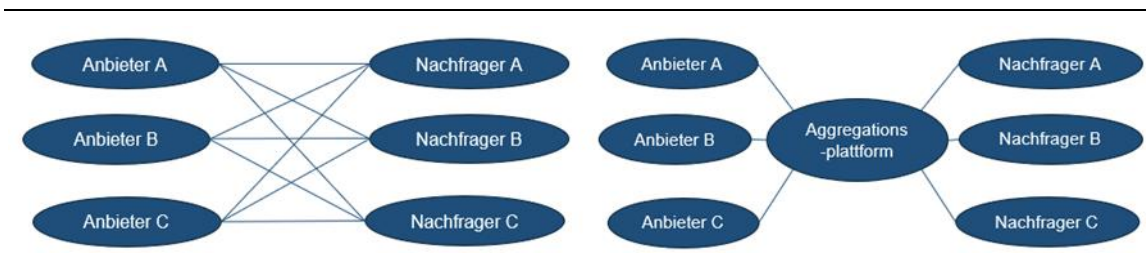 Anbieter A
Nachfrager A
Anbieter B
Nachfrager B
Anbieter C
Nachfrager C
Anbieter A
Nachfrager A
Anbieter B
Aggregations
-plattform
Nachfrager B
Anbieter C
Nachfrager C